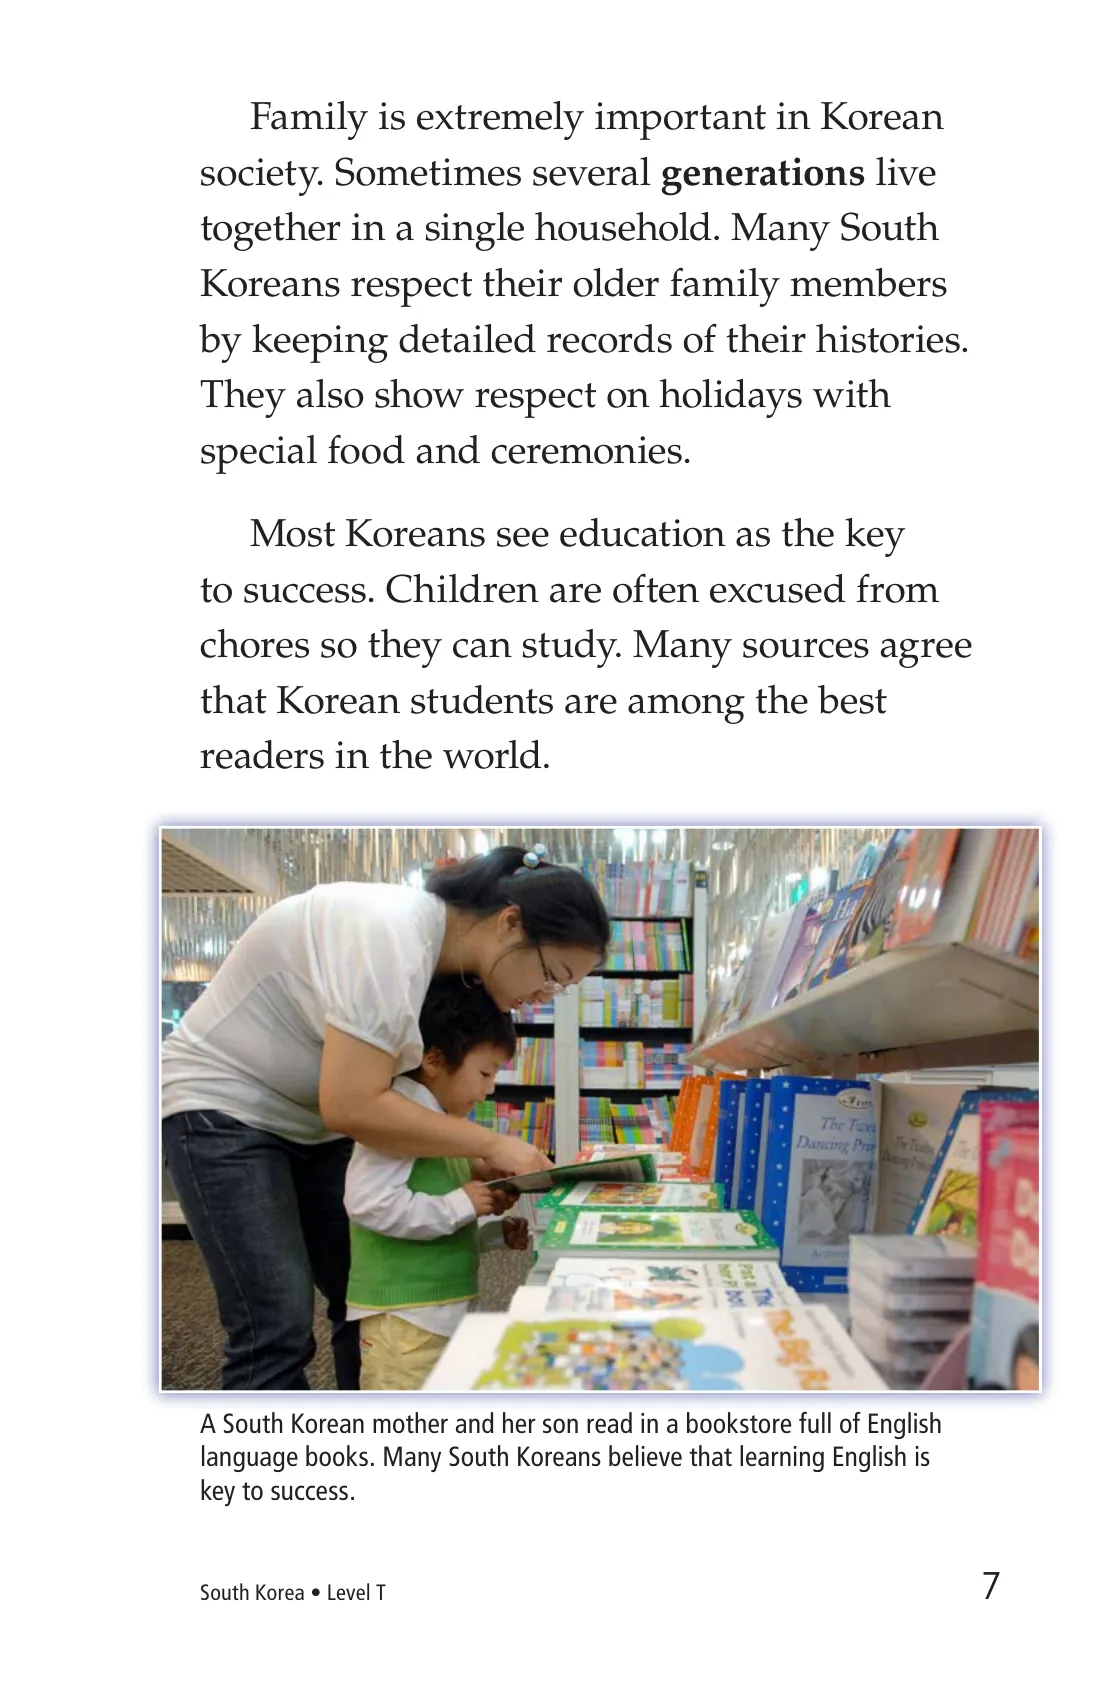 Family is extremely important in Korean
society. Sometimes several generations live
together in a single household. Many South
Koreans respect their older family members
by keeping detailed records of their histories.
They also show respect on holidays with
special food and ceremonies.
Most Koreans see education as the key
to success. Children are often excused from
chores so they can study. Many sources agree
that Korean students are among the best
readers in the world.
The
Dancing
The Twelve
Dancing
The Big
A South Korean mother and her son read in a bookstore full of English
language books. Many South Koreans believe that learning English is
key to success.
South Korea • Level T
7